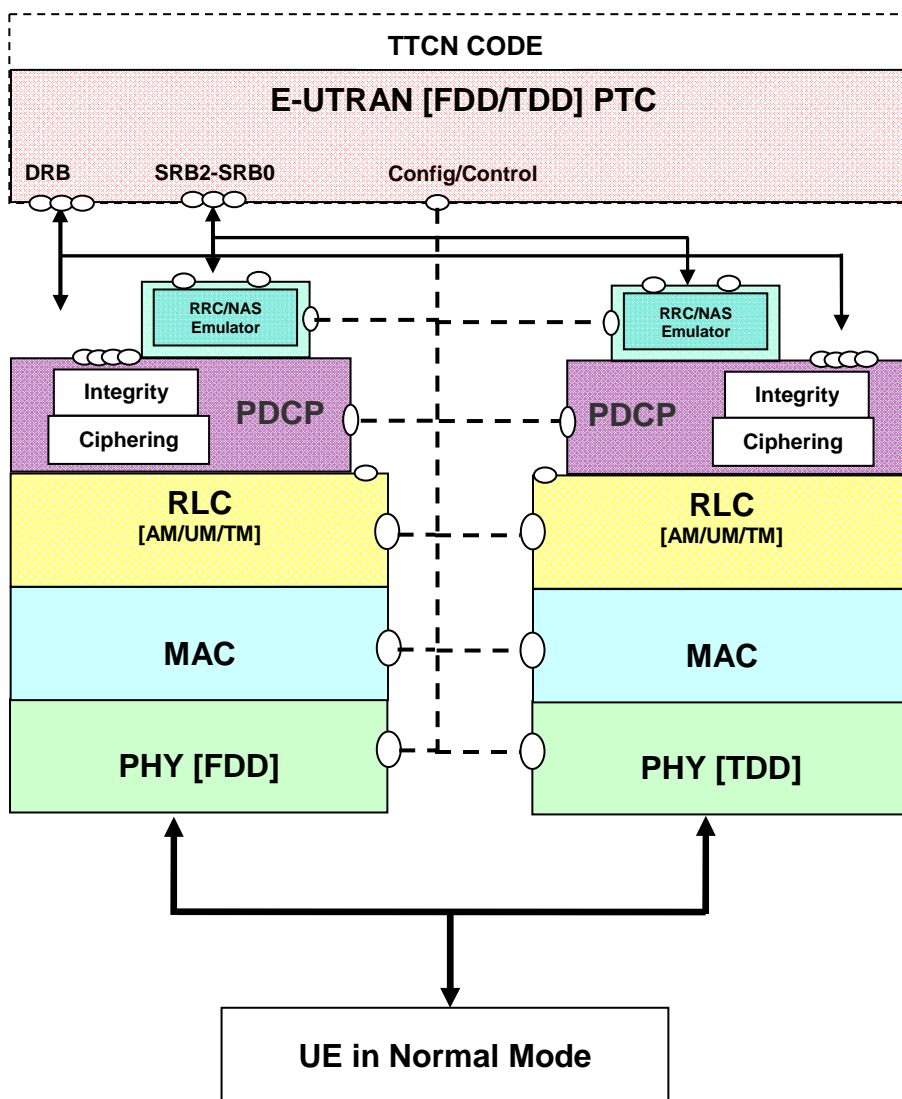 TTCN CODE
E-UTRAN [FDD/TDD] PTC
DRB
SRB2-SRB0
Config/Control
RRC/NAS
Emulator
RRC/NAS
Emulator
Integrity
Ciphering
PDCP
PDCP
Integrity
Ciphering
RLC
[AM/UM/TM]
RLC
[AM/UM/TM]
MAC
MAC
PHY [FDD]
PHY [TDD]
UE in Normal Mode